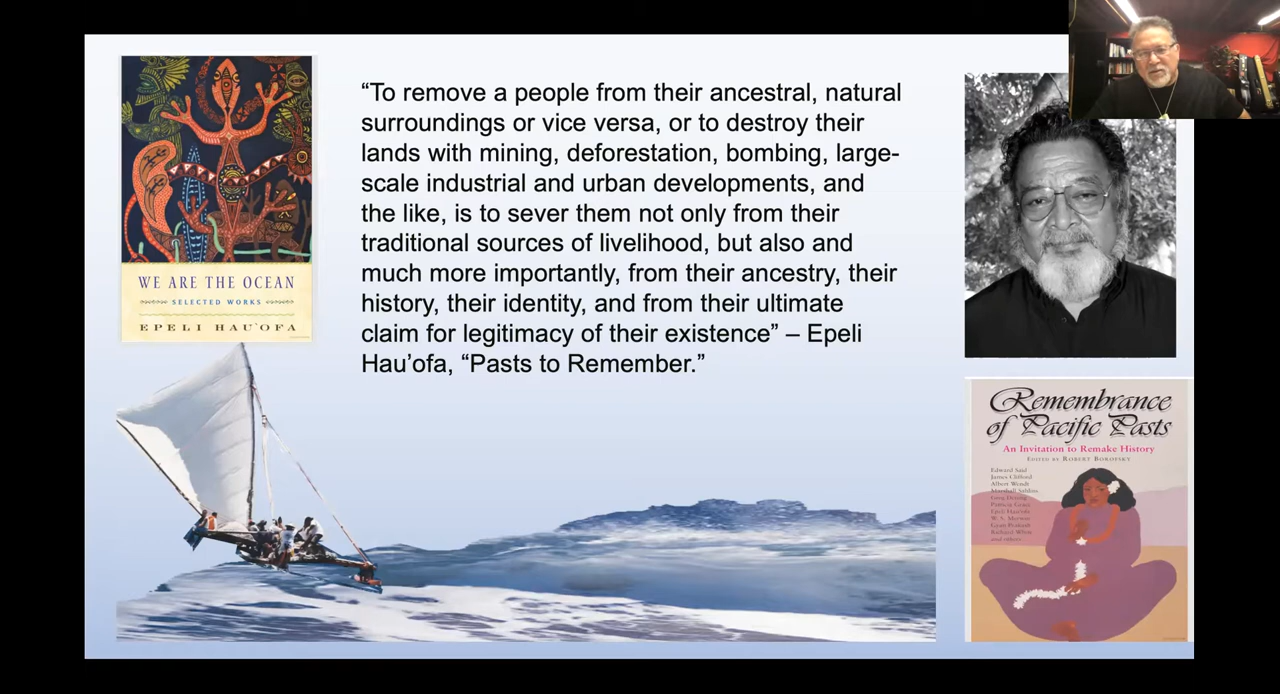 WE ARE THE OCEAN
SELECTED WORKS
EPELI HAU‘OFA
“To remove a people from their ancestral, natural
surroundings or vice versa, or to destroy their
lands with mining, deforestation, bombing, large-
scale industrial and urban developments, and
the like, is to sever them not only from their
traditional sources of livelihood, but also and
much more importantly, from their ancestry, their
history, their identity, and from their ultimate
claim for legitimacy of their existence” – Epeli
Hau’ofa, “Pasts to Remember.”
Remembrance
of Pacific Pasts
An Invitation to Remake History
EDITED BY ROBERT BOROFSKY
Edward Said
James Clifford
Albert Wendt
Marshall Sahlins
Greg Dening
Patricia Grace
Epeli Hau'ofa
W. S. Merwin
Richard White
and others